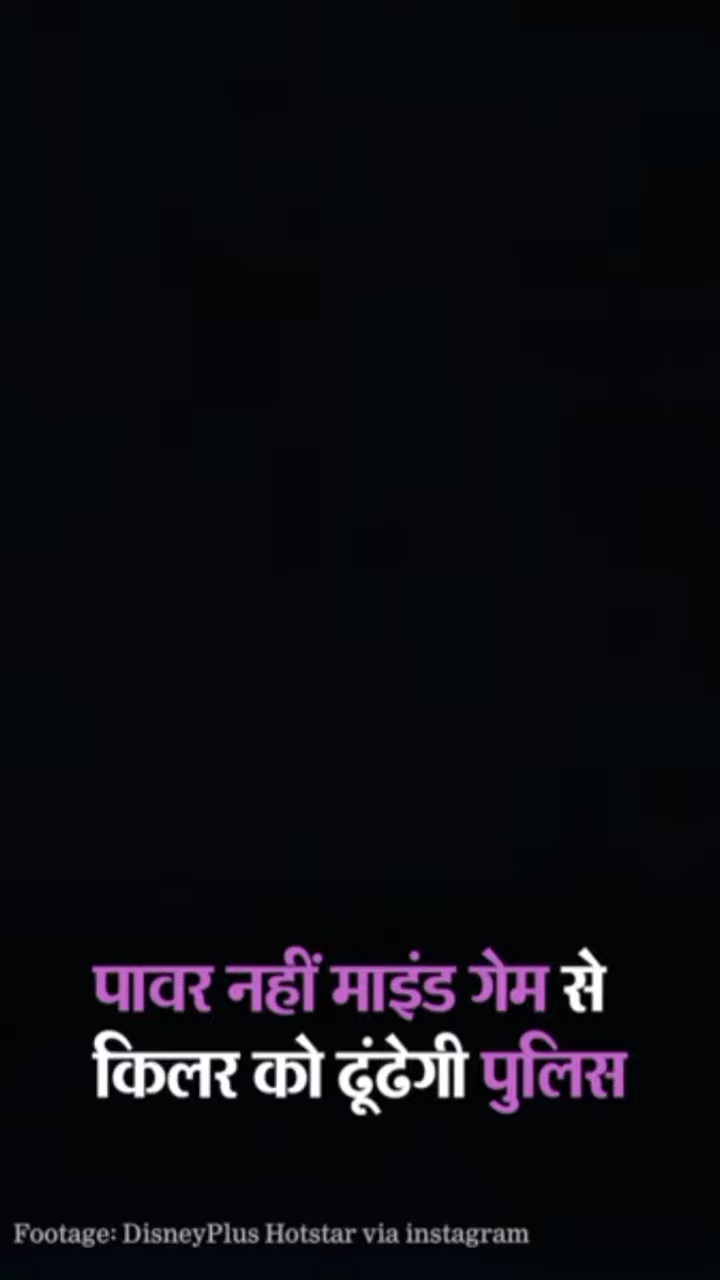 पावर नहीं माइंड गेम से
किलर को ढूंढेगी पुलिस
Footage: DisneyPlus Hotstar via instagram